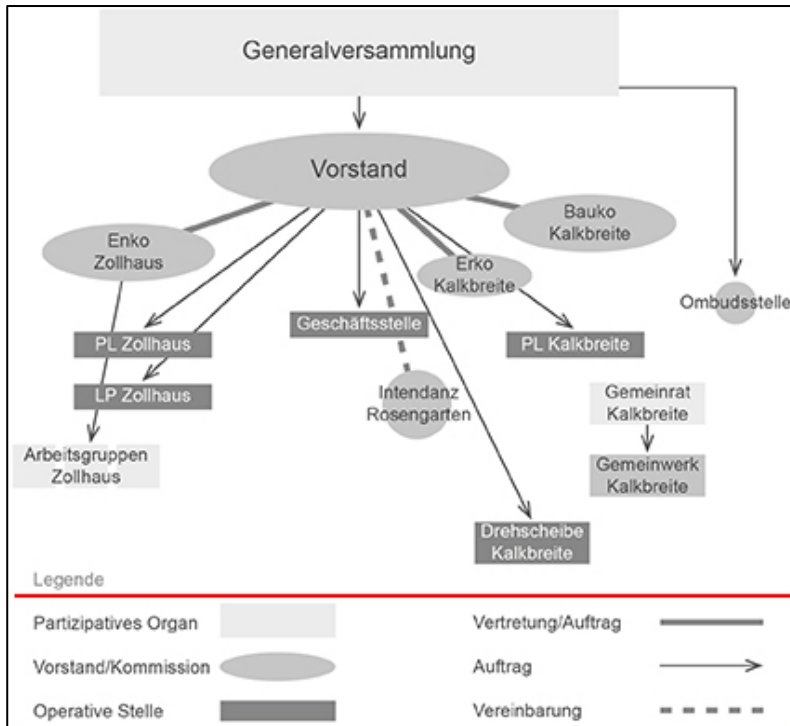 Generalversammlung
Vorstand
Bauko
Kalkbreite
Enko
Zollhaus
Erko
Kalkbreite
Ombudsstelle
Geschäftsstelle
PL Zollhaus
PL Kalkbreite
LP Zollhaus
Intendanz
Rosengarten
Gemeinrat
Kalkbreite
Arbeitsgruppen
Zollhaus
Gemeinwerk
Kalkbreite
Drehscheibe
Kalkbreite
Legende
Partizipatives Organ
Vertretung/Auftrag
Vorstand/Kommission
Auftrag
Operative Stelle
Vereinbarung